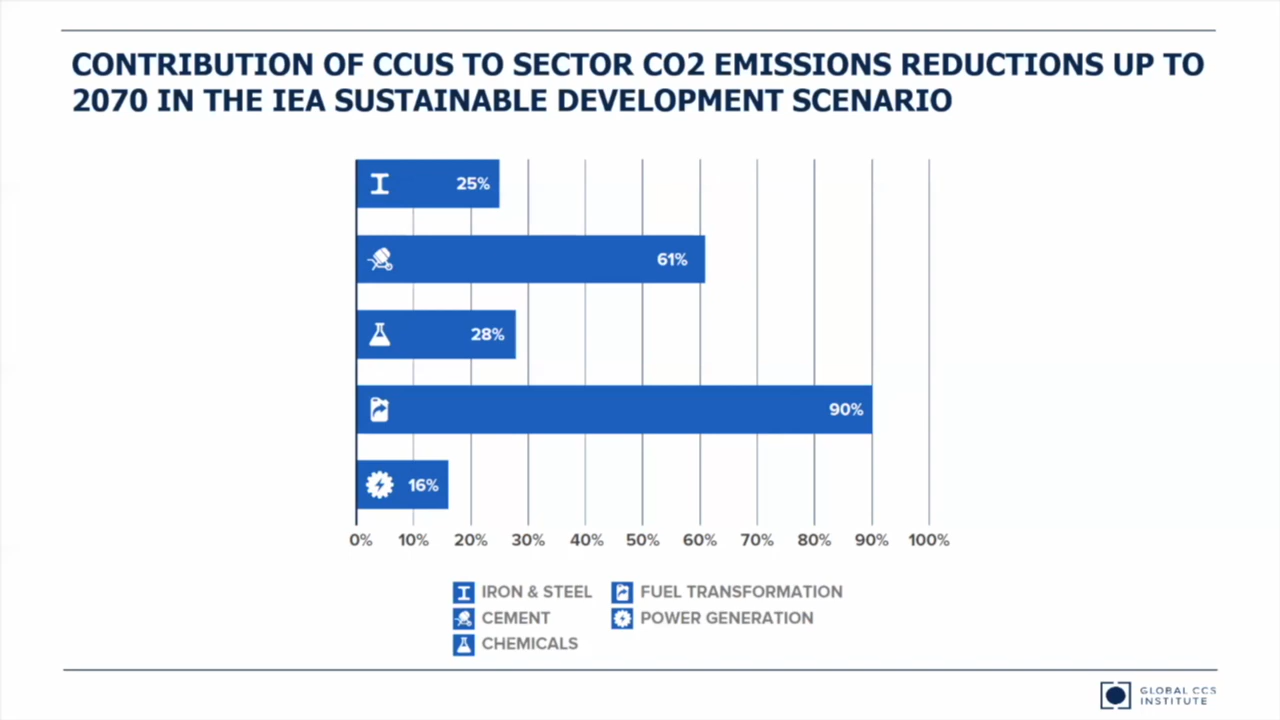 CONTRIBUTION OF CCUS TO SECTOR CO2 EMISSIONS REDUCTIONS UP TO
2070 IN THE IEA SUSTAINABLE DEVELOPMENT SCENARIO
25%
61%
28%
90%
16%
0% 10% 20% 30% 40% 50% 60% 70% 80% 90% 100%
IRON & STEEL FUEL TRANSFORMATION
CEMENT POWER GENERATION
CHEMICALS
GLOBAL CCS
INSTITUTE